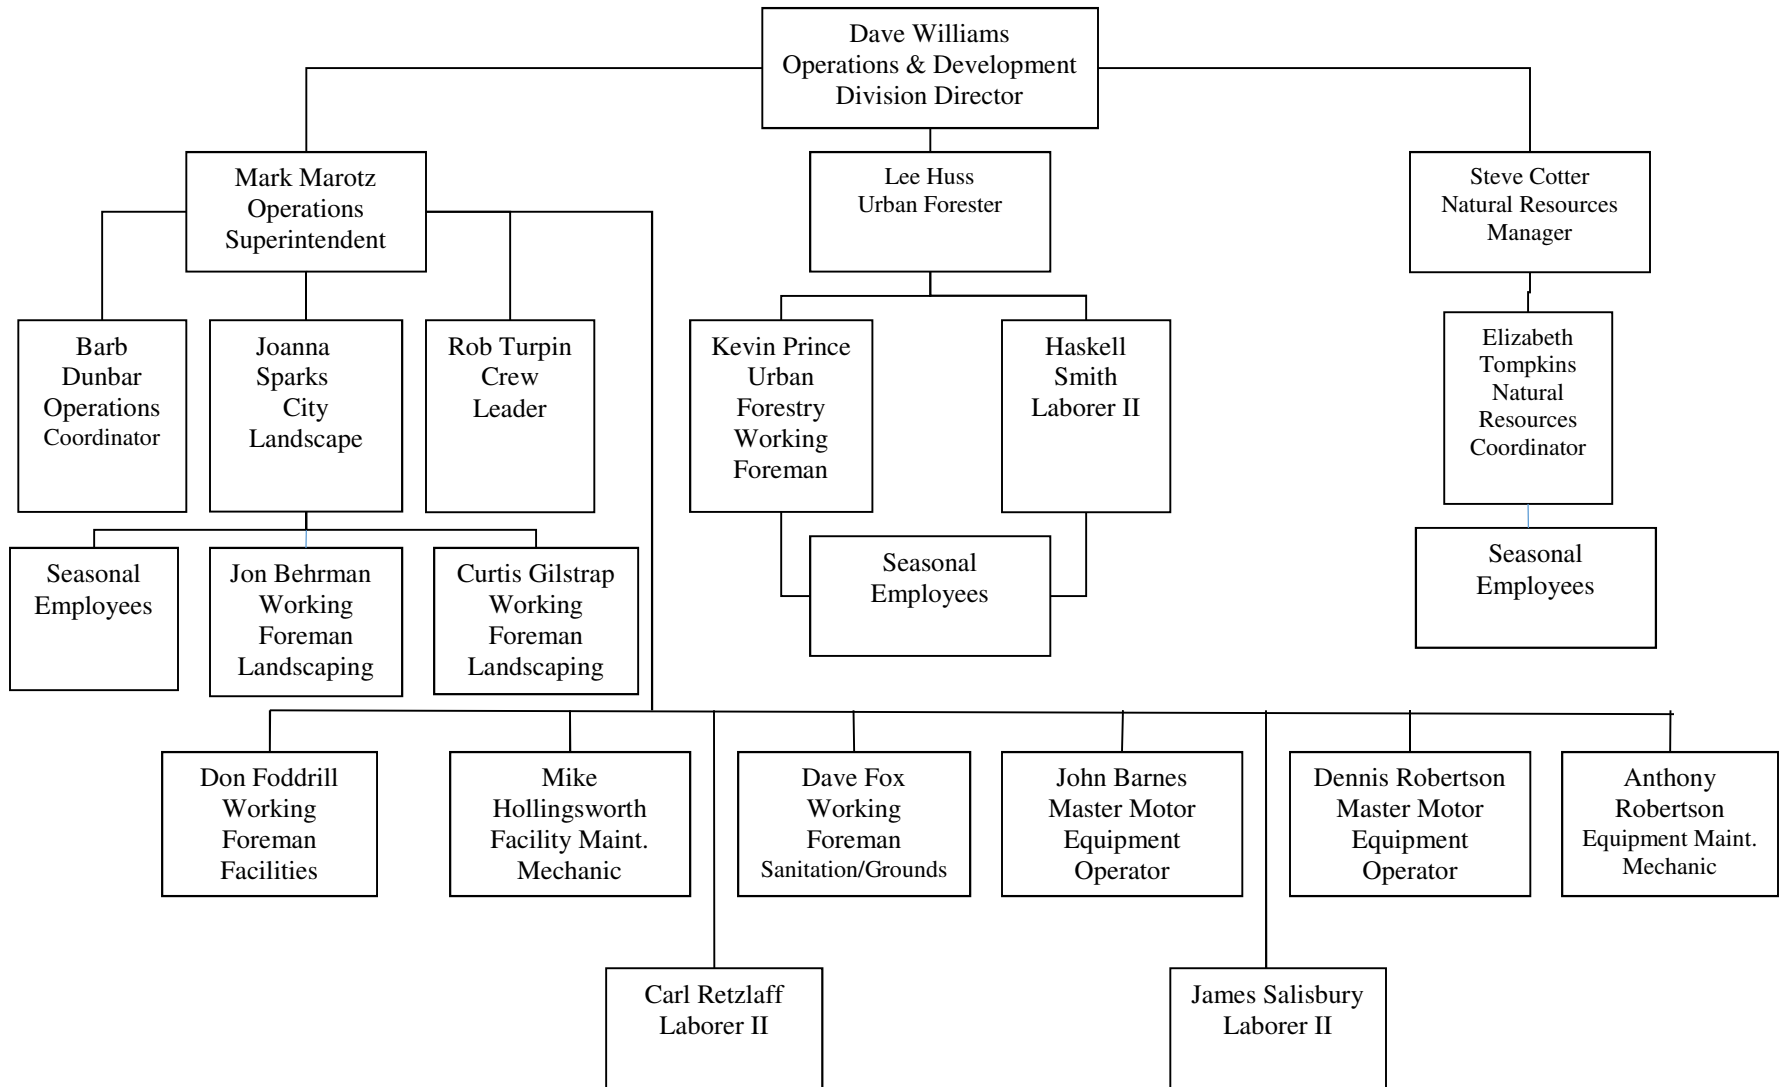 Dave Williams
Operations & Development
Division Director
Mark Marotz
Operations
Superintendent
Lee Huss
Urban Forester
Steve Cotter
Natural Resources
Manager
Barb
Dunbar
Operations
Coordinator
Joanna
Sparks
City
Landscape
Rob Turpin
Crew
Leader
Kevin Prince
Urban
Forestry
Working
Foreman
Haskell
Smith
Laborer II
Elizabeth
Tompkins
Natural
Resources
Coordinator
Seasonal
Employees
Jon Behrman
Working
Foreman
Landscaping
Curtis Gilstrap
Working
Foreman
Landscaping
Seasonal
Employees
Seasonal
Employees
Don Foddrill
Working
Foreman
Facilities
Mike
Hollingsworth
Facility Maint.
Mechanic
Dave Fox
Working
Foreman
Sanitation/Grounds
John Barnes
Master Motor
Equipment
Operator
Dennis Robertson
Master Motor
Equipment
Operator
Anthony
Robertson
Equipment Maint.
Mechanic
Carl Retzlaff
Laborer II
James Salisbury
Laborer II